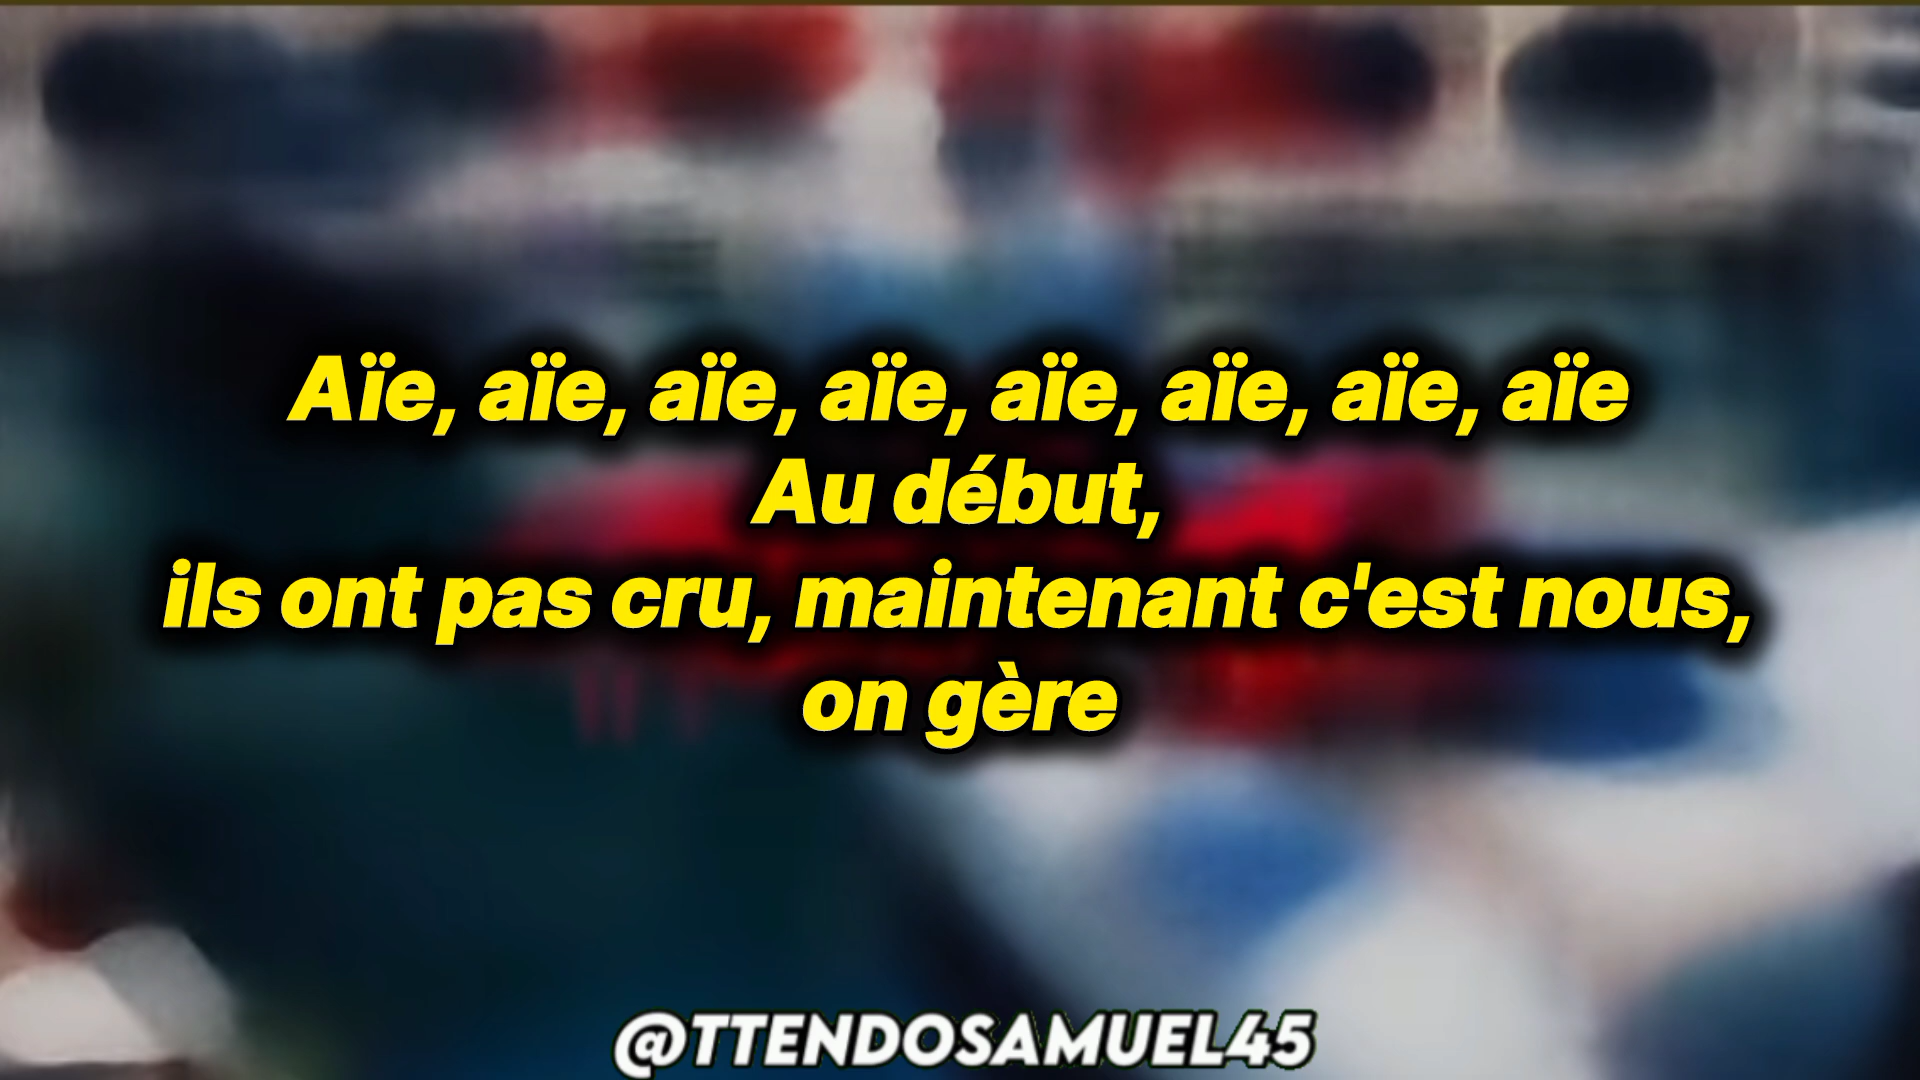 Aïe, aïe, aïe, aïe, aïe, aïe, aïe, aïe
Au début,
ils ont pas cru, maintenant c'est nous,
on gère
@TTENDOSAMUEL45